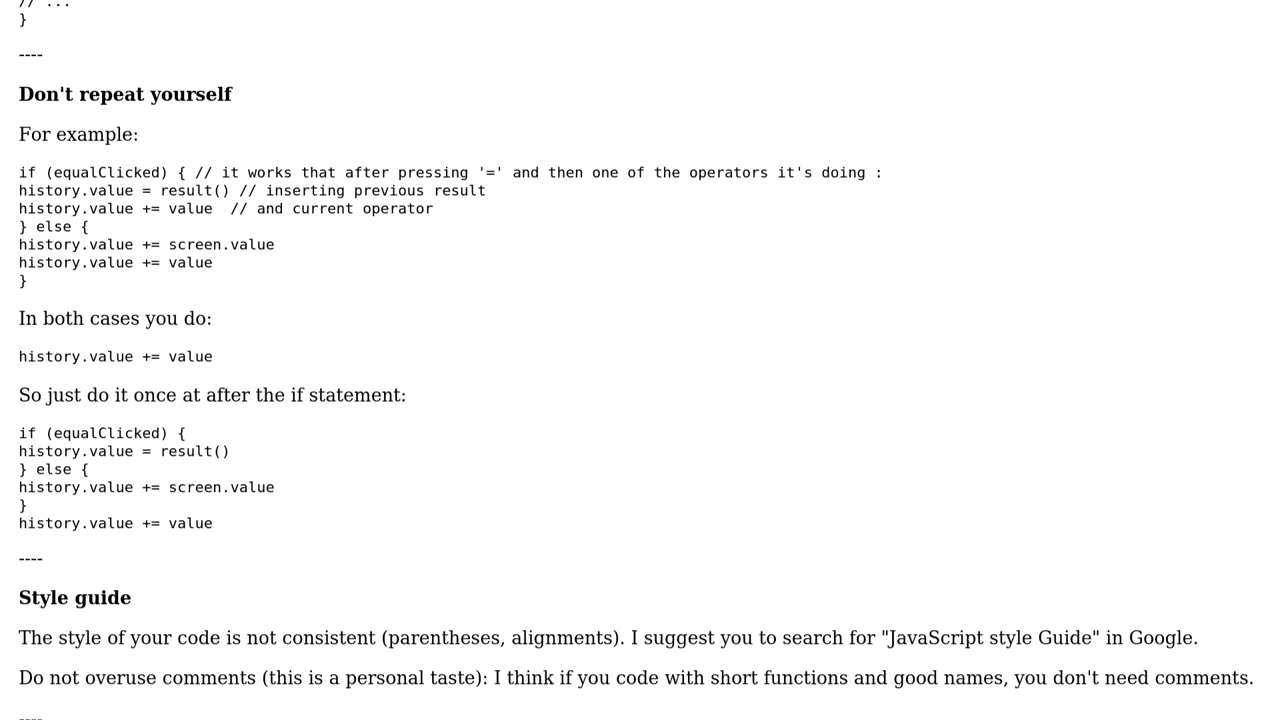 // ...
}
----
Don't repeat yourself
For example:
if (equalClicked) { // it works that after pressing '=' and then one of the operators it's doing :
history.value = result() // inserting previous result
history.value += value  // and current operator
} else {
history.value += screen.value
history.value += value
}
In both cases you do:
history.value += value
So just do it once at after the if statement:
if (equalClicked) {
history.value = result()
} else {
history.value += screen.value
}
history.value += value
----
Style guide
The style of your code is not consistent (parentheses, alignments). I suggest you to search for "JavaScript style Guide" in Google.
Do not overuse comments (this is a personal taste): I think if you code with short functions and good names, you don't need comments.
----